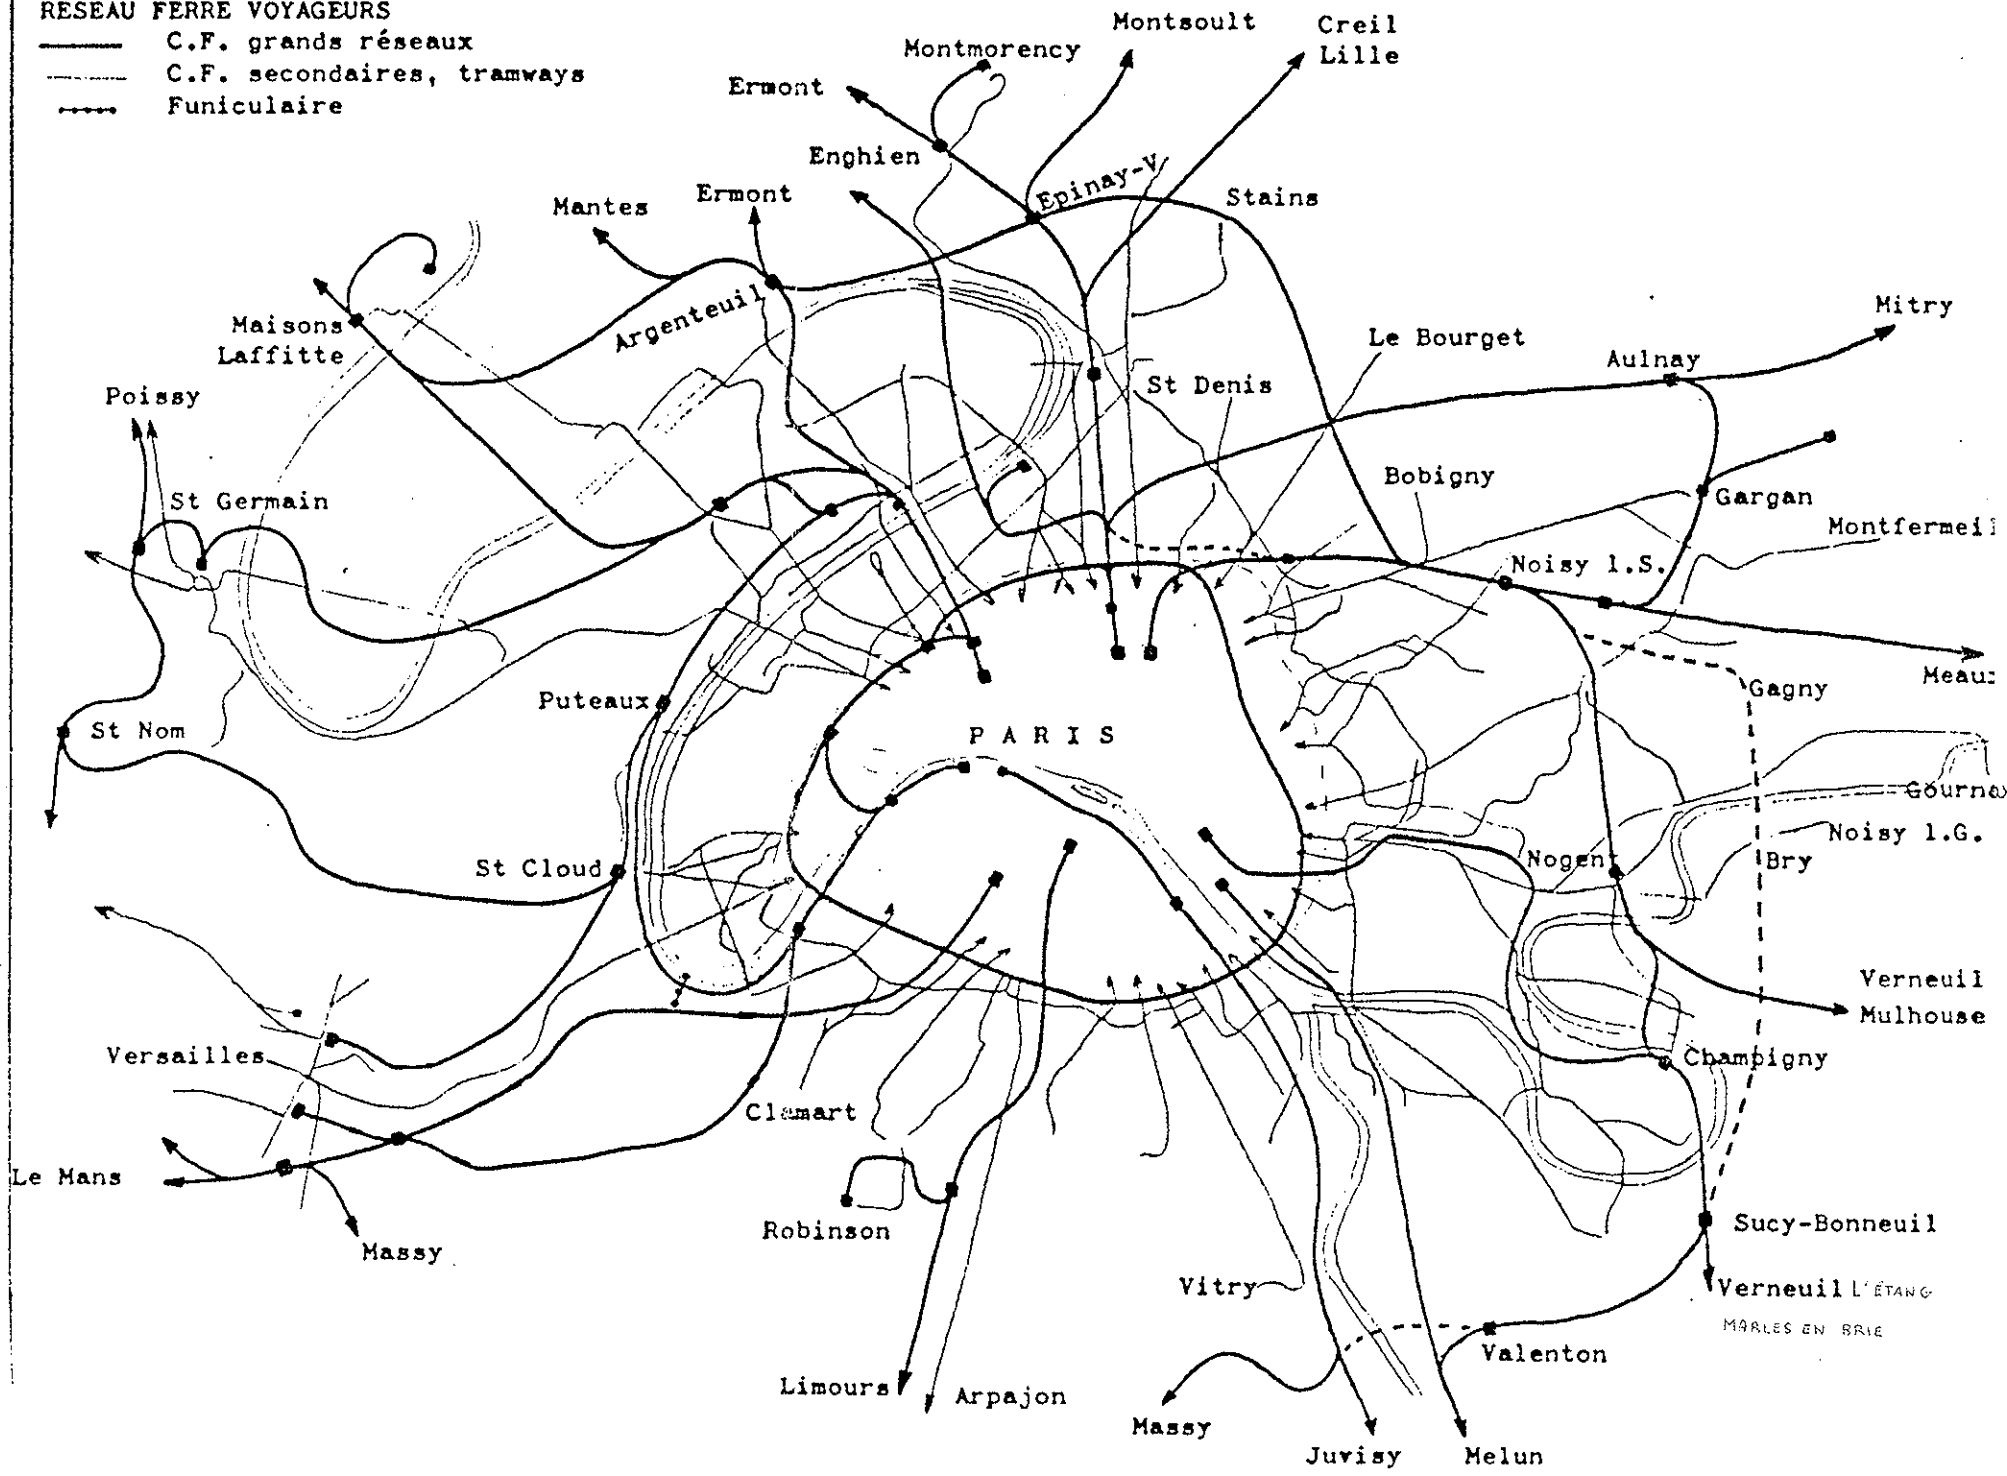 RESEAU FERRE VOYAGEURS
C.F. grands réseaux
C.F. secondaires, tramways
Funiculaire
Montmorency
Montsoult
Creil
Lille
Ermont
Enghien
Epinay-V
Stains
Mantes
Ermont
Argenteuil
Maisons
Laffitte
Poissy
St Germain
St Denis
Le Bourget
Aulnay
Mitry
Bobigny
Gargan
Montfermeil
Noisy l.S.
Meaux
Gagny
Puteaux
PARIS
St Nom
St Cloud
Gournay
Noisy l.G.
Nogent
Bry
Verneuil
Mulhouse
Versailles
Champigny
Clamart
Le Mans
Massy
Robinson
Sucy-Bonneuil
Vitry
Verneuil L'ÉTANG
MARLES EN BRIE
Valenton
Limours
Arpajon
Massy
Juvisy
Melun